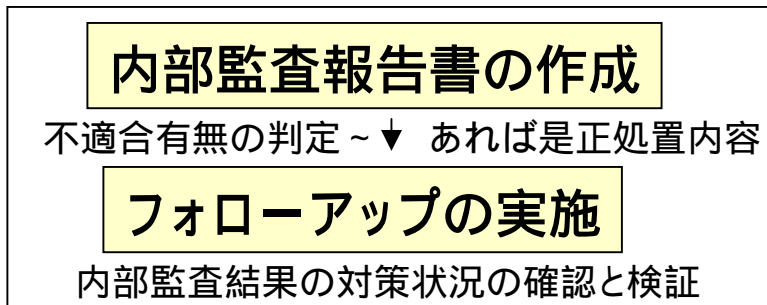 内部監査報告書の作成
不適合有無の判定～▼ あれば是正処置内容
フォローアップの実施
内部監査結果の対策状況の確認と検証